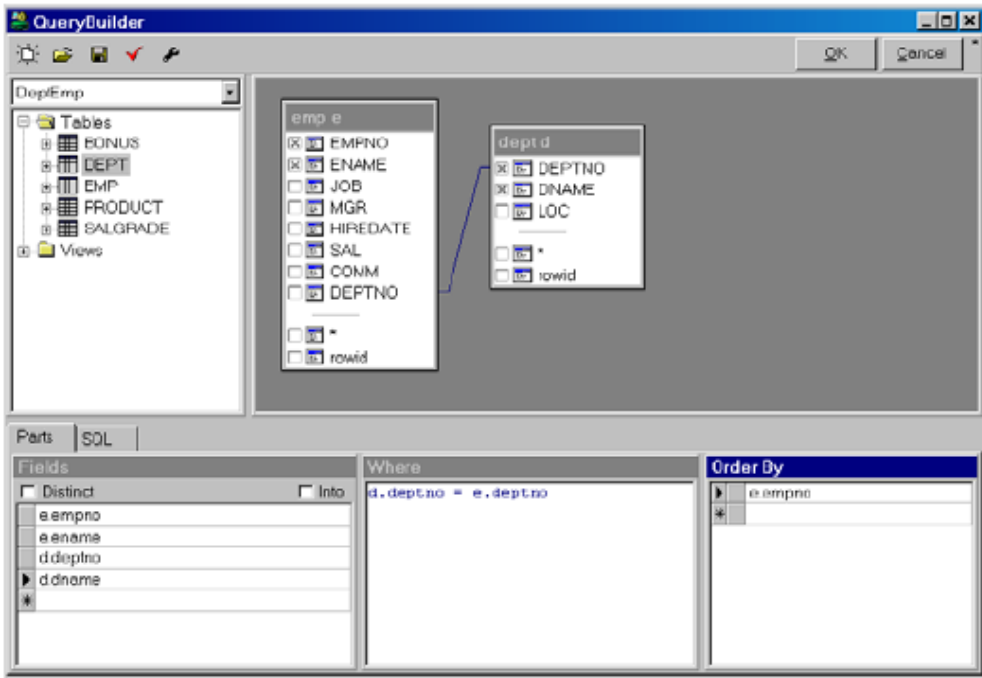 QueryBuilder
OK
Cancel
DeptEmp
Tables
BONUS
DEPT
EMP
PRODUCT
SALGRADE
Views
emp e
EMPNO
ENAME
JOB
MGR
HIREDATE
SAL
COMM
DEPTNO
*
rowid
dept d
DEPTNO
DNAME
LOC
*
rowid
Parts
SQL
Fields
Distinct
Into
e.empno
e.ename
d.deptno
d.dname
Where
d.deptno = e.deptno
Order By
e.empno